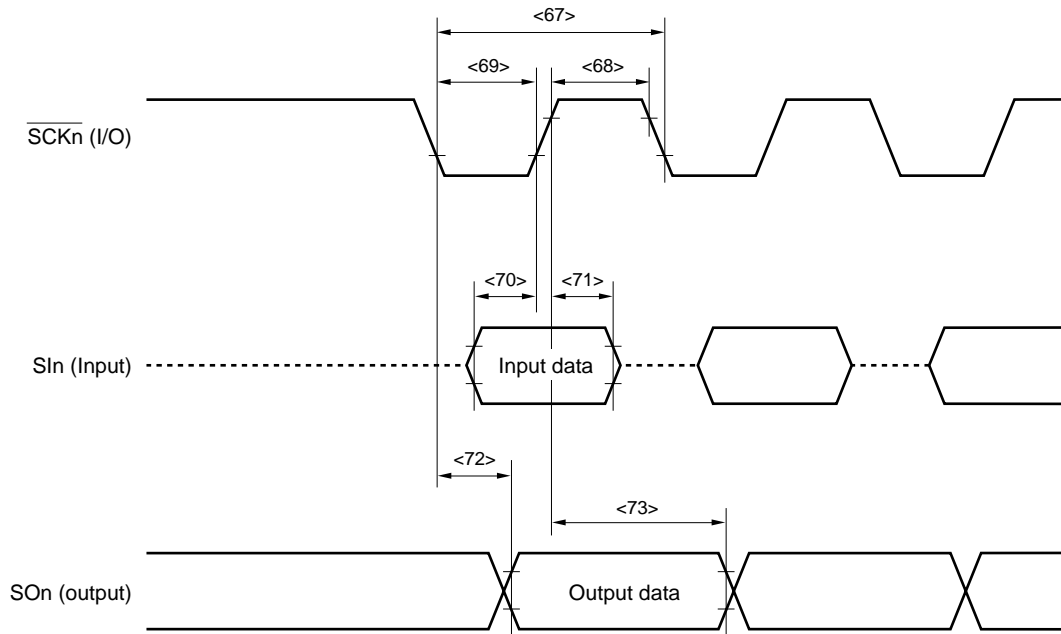 <67>
<69> <68>
SCKn (I/O)
<70> <71>
SIn (Input) Input data
<72>
<73>
SOn (output) Output data